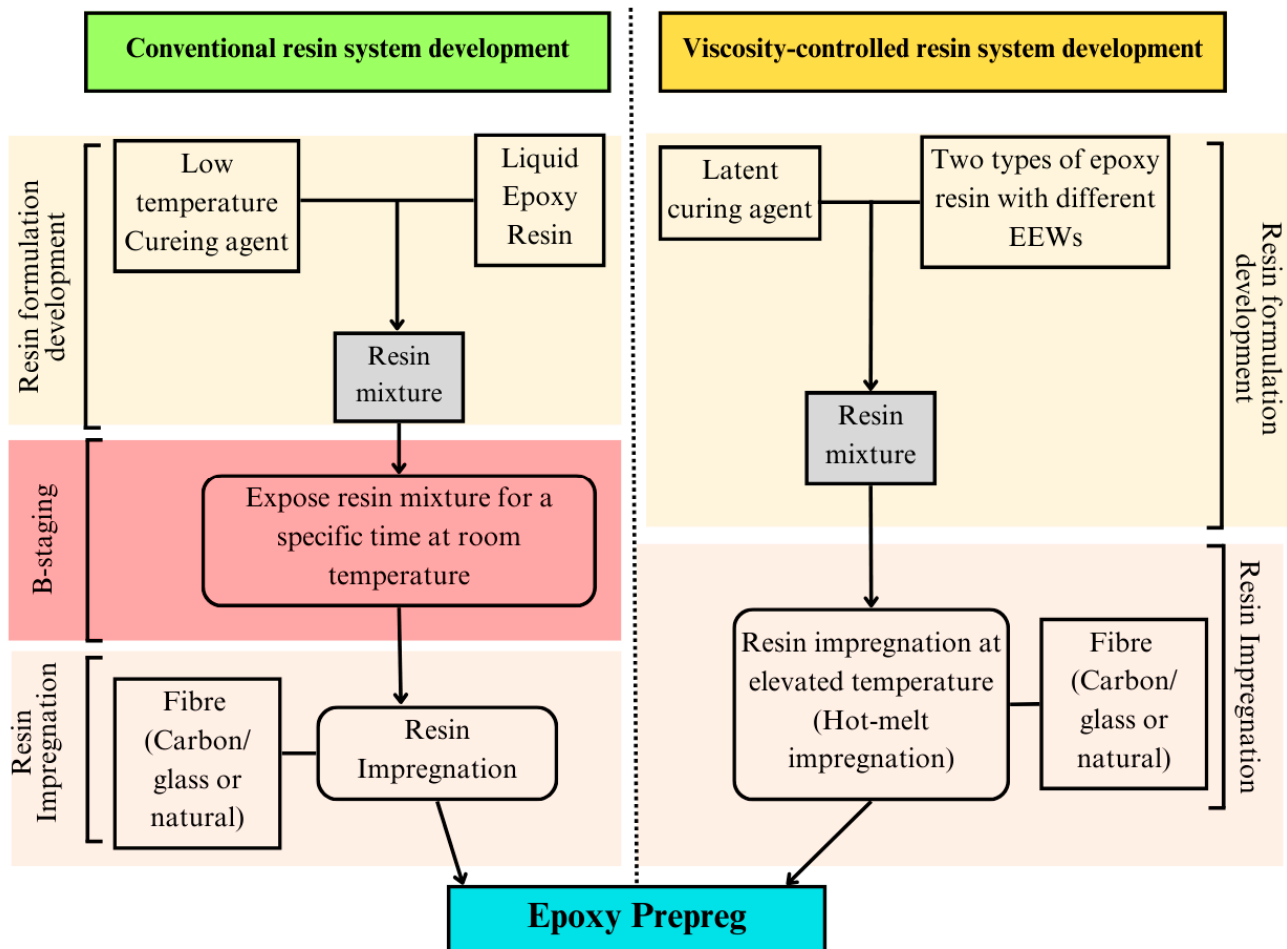 Conventional resin system development
Viscosity-controlled resin system development
Resin formulation
development
Low
temperature
Cureing agent
Liquid
Epoxy
Resin
Resin
mixture
B-staging
Expose resin mixture for a
specific time at room
temperature
Resin
Impregnation
Fibre
(Carbon/
glass or
natural)
Resin
Impregnation
Latent
curing agent
Two types of epoxy
resin with different
EEWs
Resin formulation
development
Resin
mixture
Resin impregnation at
elevated temperature
(Hot-melt
impregnation)
Fibre
(Carbon/
glass or
natural)
Resin Impregnation
Epoxy Prepreg